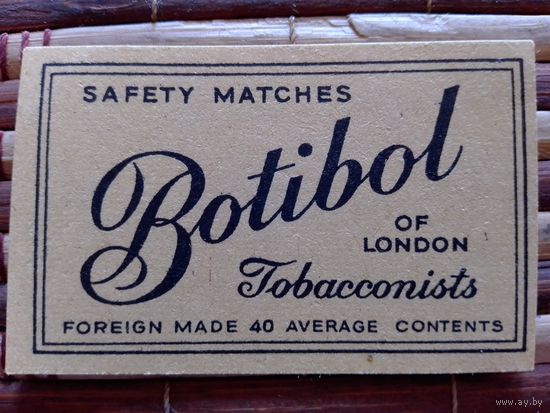 SAFETY MATCHES
Botibol
OF
LONDON
Tobacconists
FOREIGN MADE 40 AVERAGE CONTENTS
www.ay.by